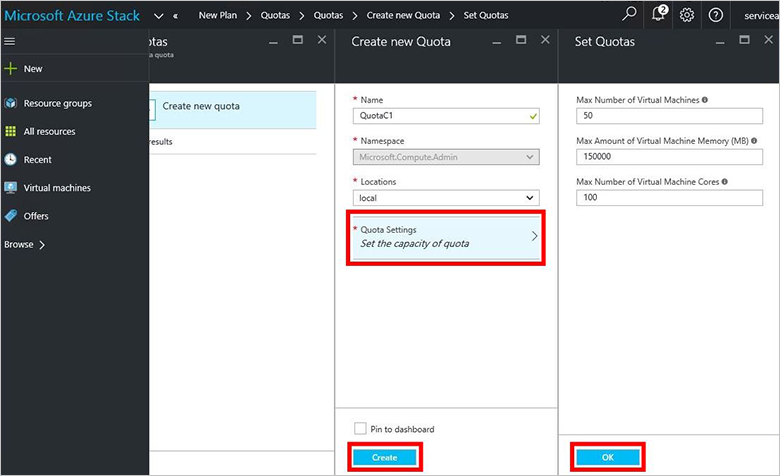 Microsoft Azure Stack
New Plan > Quotas > Quotas > Create new Quota > Set Quotas
2
servicea
New
Resource groups
All resources
Recent
Virtual machines
Offers
Browse >
otas
a quota
Create new quota
results
Create new Quota
* Name
QuotaC1
* Namespace
Microsoft.Compute.Admin
* Locations
local
* Quota Settings
Set the capacity of quota
Pin to dashboard
Create
Set Quotas
Max Number of Virtual Machines
50
Max Amount of Virtual Machine Memory (MB)
150000
Max Number of Virtual Machine Cores
100
OK